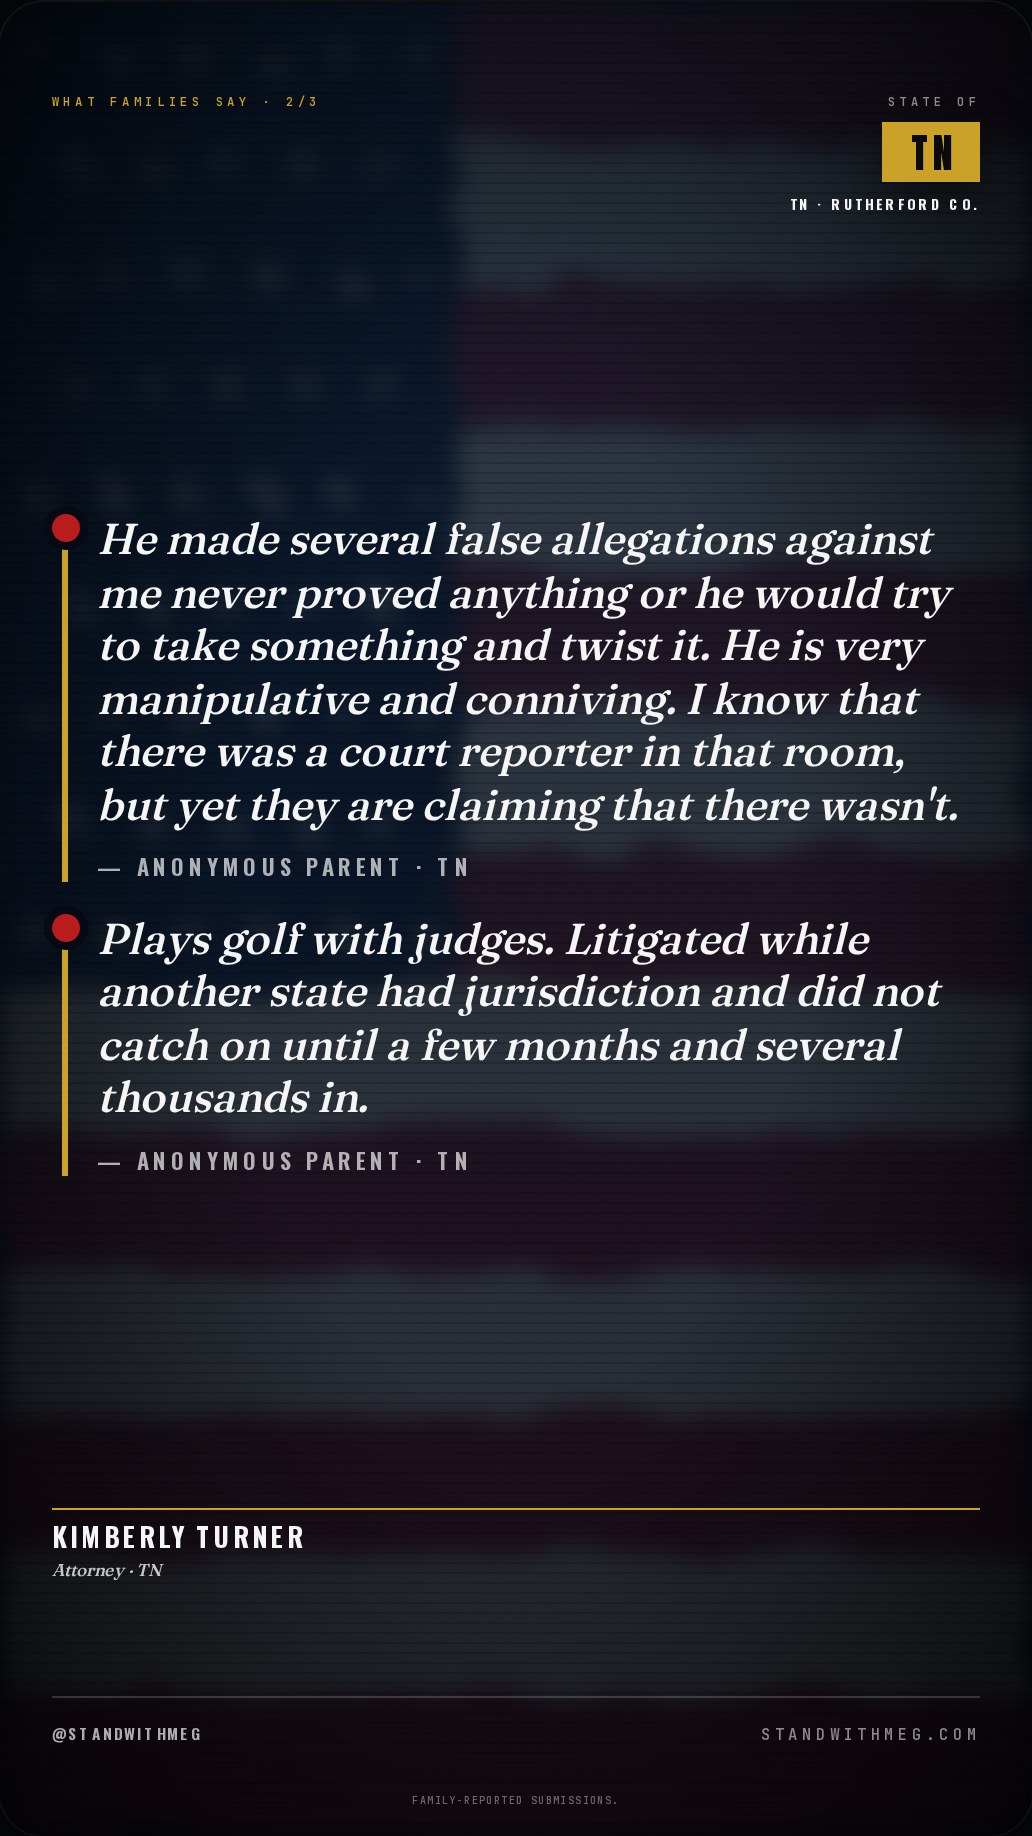 WHAT FAMILIES SAY · 2/3
STATE OF
TN
TN · RUTHERFORD CO.
He made several false allegations against
me never proved anything or he would try
to take something and twist it. He is very
manipulative and conniving. I know that
there was a court reporter in that room,
but yet they are claiming that there wasn't.
— ANONYMOUS PARENT · TN
Plays golf with judges. Litigated while
another state had jurisdiction and did not
catch on until a few months and several
thousands in.
— ANONYMOUS PARENT · TN
KIMBERLY TURNER
Attorney · TN
@STANDWITHMEG
STANDWITHMEG.COM
FAMILY-REPORTED SUBMISSIONS.